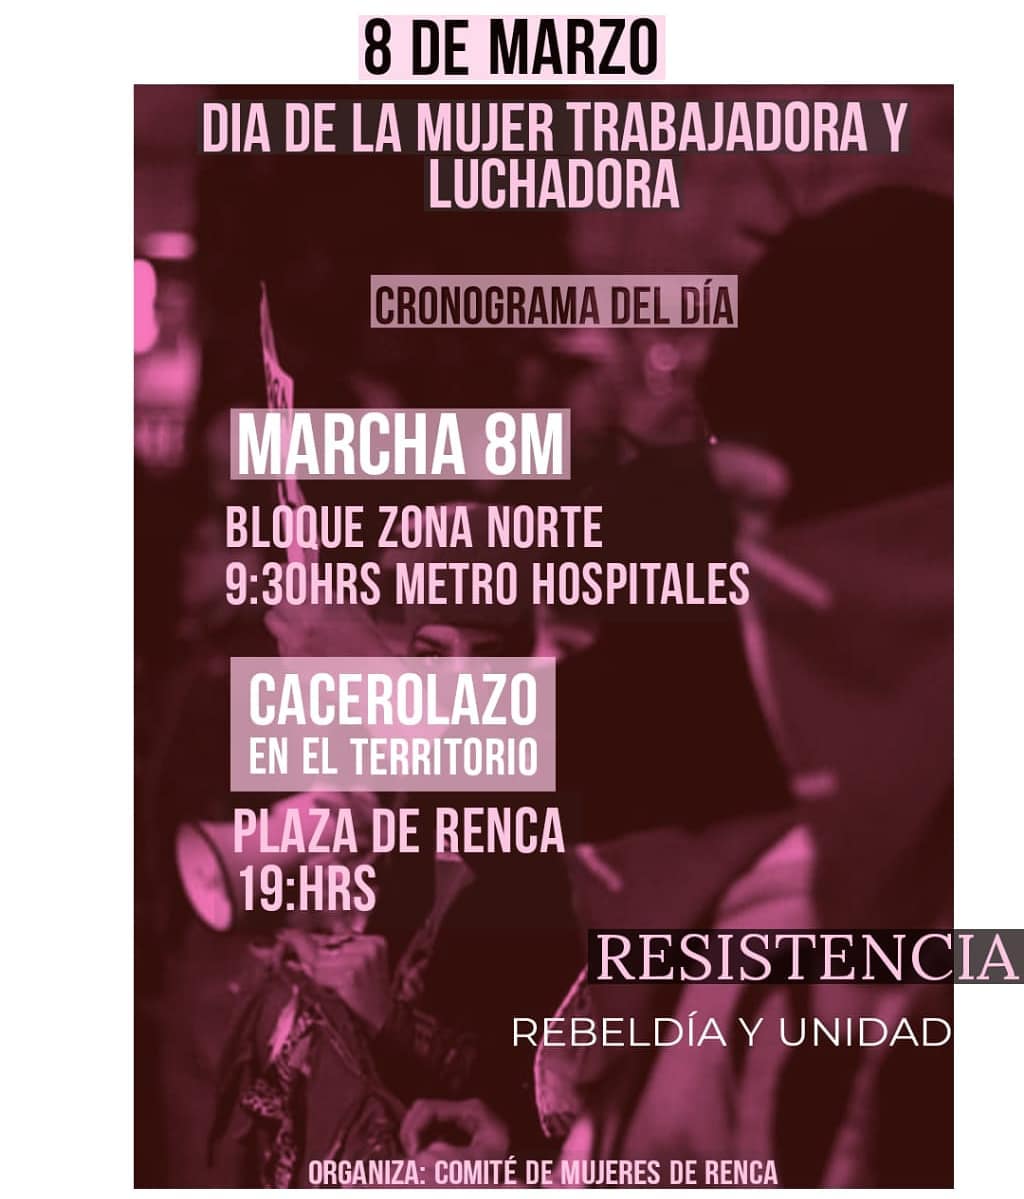 8 DE MARZO
DIA DE LA MUJER TRABAJADORA Y
LUCHADORA
CRONOGRAMA DEL DÍA
MARCHA 8M
BLOQUE ZONA NORTE
9:30HRS METRO HOSPITALES
CACEROLAZO
EN EL TERRITORIO
PLAZA DE RENCA
19:HRS
RESISTENCIA
REBELDÍA Y UNIDAD
ORGANIZA: COMITÉ DE MUJERES DE RENCA